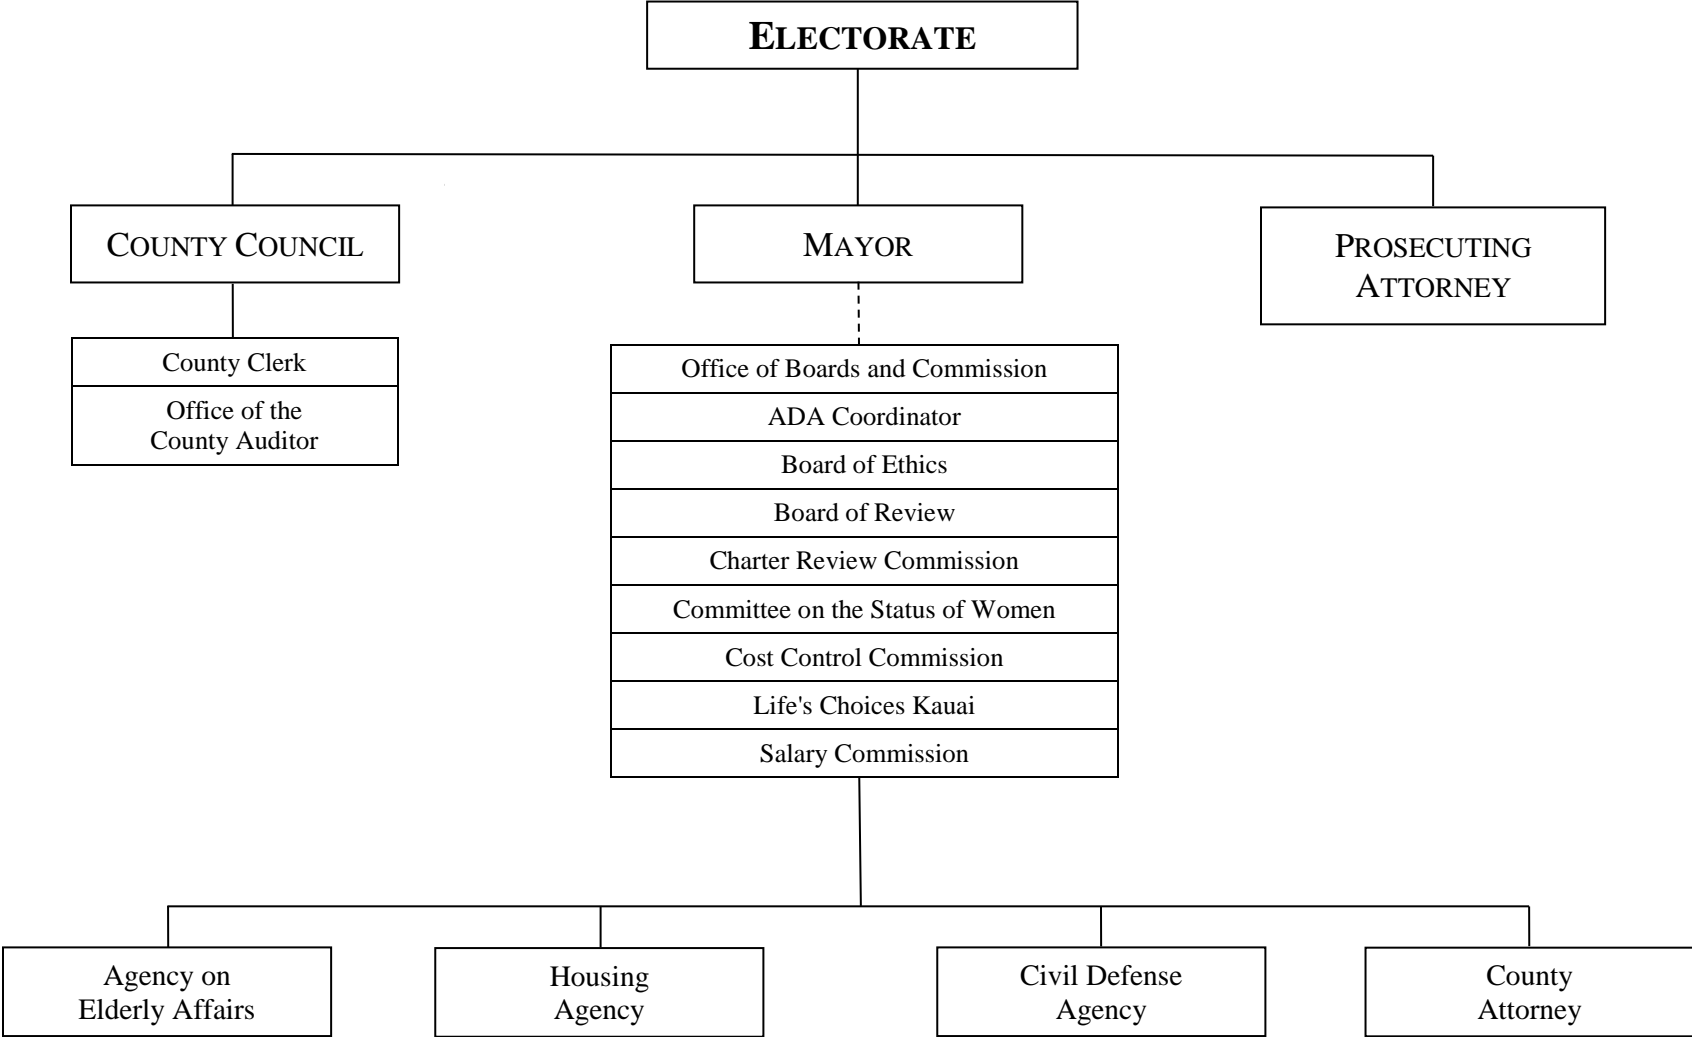 ELECTORATE
COUNTY COUNCIL
MAYOR
PROSECUTING
ATTORNEY
County Clerk
Office of the
County Auditor
Office of Boards and Commission
ADA Coordinator
Board of Ethics
Board of Review
Charter Review Commission
Committee on the Status of Women
Cost Control Commission
Life's Choices Kauai
Salary Commission
Agency on
Elderly Affairs
Housing
Agency
Civil Defense
Agency
County
Attorney